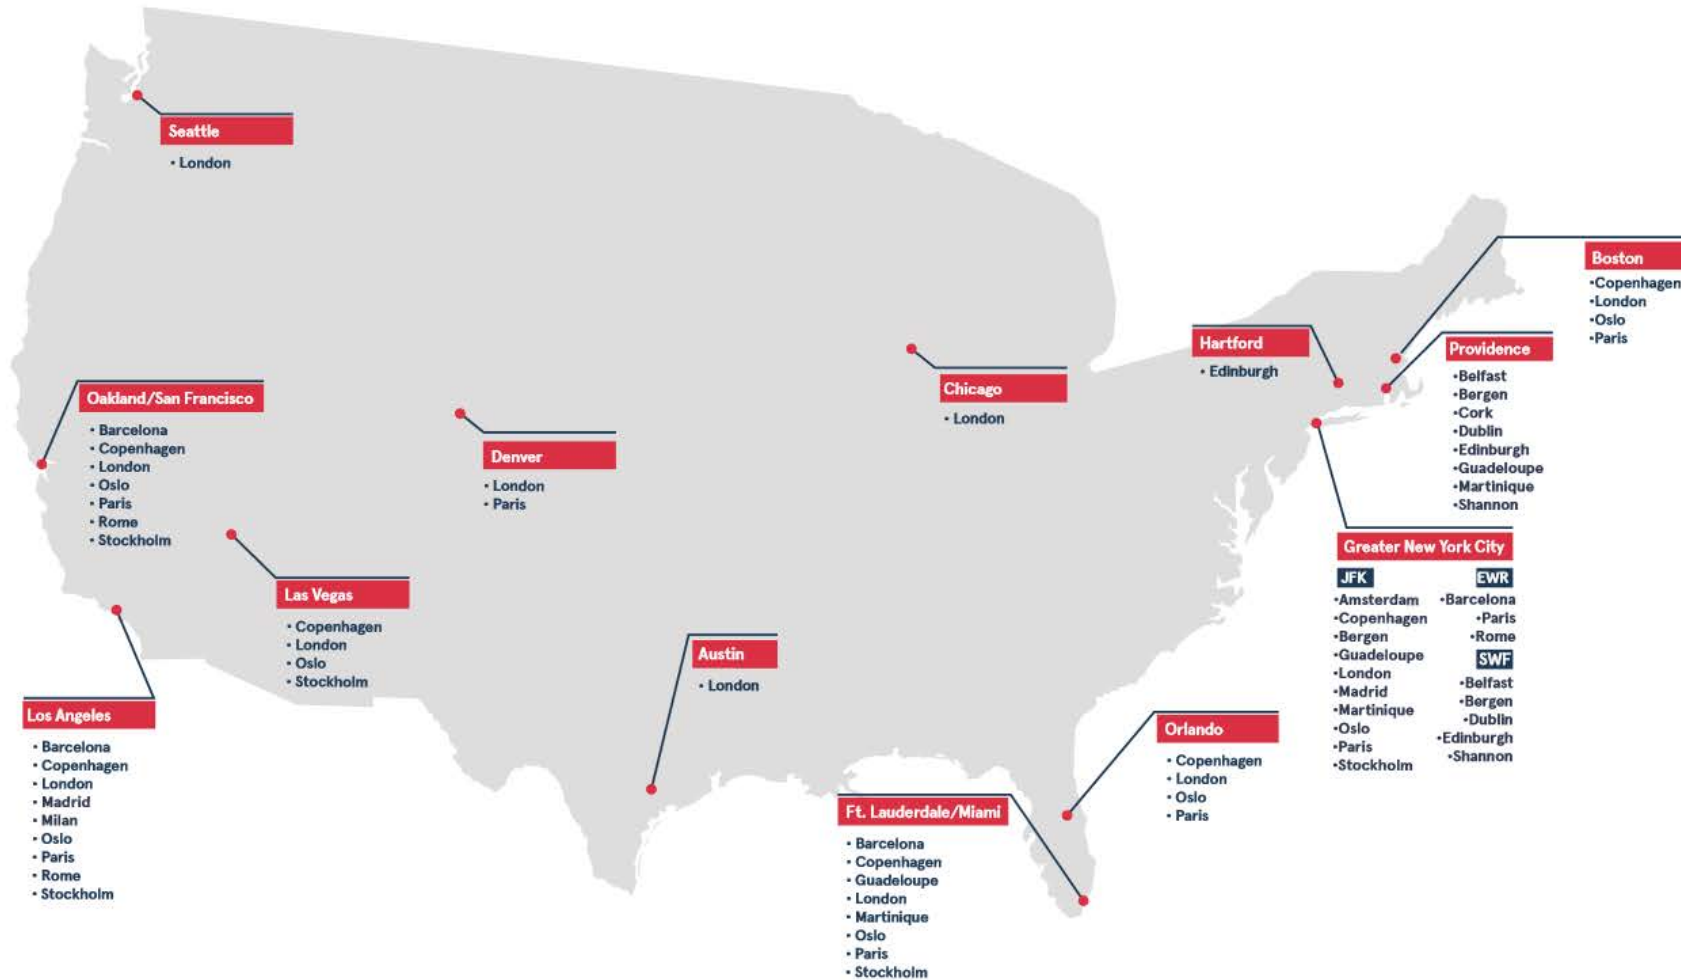 Seattle
• London
Boston
•Copenhagen
•London
•Oslo
•Paris
Hartford
• Edinburgh
Providence
•Belfast
•Bergen
•Cork
•Dublin
•Edinburgh
•Guadeloupe
•Martinique
•Shannon
Chicago
• London
Oakland/San Francisco
• Barcelona
• Copenhagen
• London
• Oslo
• Paris
• Rome
• Stockholm
Denver
• London
• Paris
Greater New York City
JFK
•Amsterdam
•Copenhagen
•Bergen
•Guadeloupe
•London
•Madrid
•Martinique
•Oslo
•Paris
•Stockholm
EWR
•Barcelona
•Paris
•Rome
SWF
•Belfast
•Bergen
•Dublin
•Edinburgh
•Shannon
Las Vegas
• Copenhagen
• London
• Oslo
• Stockholm
Austin
• London
Los Angeles
• Barcelona
• Copenhagen
• London
• Madrid
• Milan
• Oslo
• Paris
• Rome
• Stockholm
Orlando
• Copenhagen
• London
• Oslo
• Paris
Ft. Lauderdale/Miami
• Barcelona
• Copenhagen
• Guadeloupe
• London
• Martinique
• Oslo
• Paris
• Stockholm